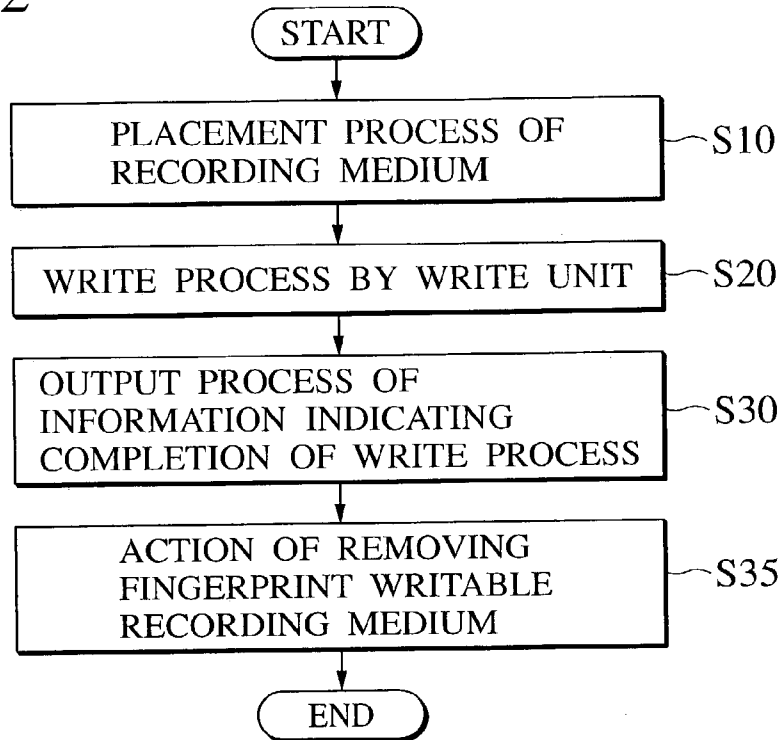 2
START
PLACEMENT PROCESS OF
RECORDING MEDIUM
S10
WRITE PROCESS BY WRITE UNIT
S20
OUTPUT PROCESS OF
INFORMATION INDICATING
COMPLETION OF WRITE PROCESS
S30
ACTION OF REMOVING
FINGERPRINT WRITABLE
RECORDING MEDIUM
S35
END